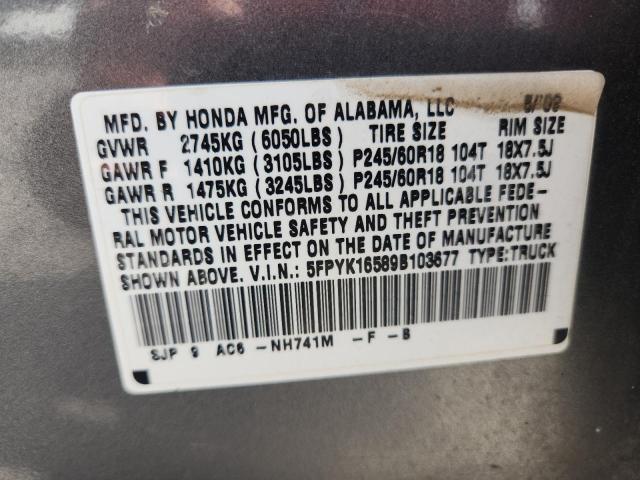 MFD. BY HONDA MFG. OF ALABAMA, LLC 5/09
GVWR 2745KG (6050LBS) TIRE SIZE RIM SIZE
GAWR F 1410KG (3105LBS) P245/60R18 104T 18X7.5J
GAWR R 1475KG (3245LBS) P245/60R18 104T 18X7.5J
THIS VEHICLE CONFORMS TO ALL APPLICABLE FEDE-
RAL MOTOR VEHICLE SAFETY AND THEFT PREVENTION
STANDARDS IN EFFECT ON THE DATE OF MANUFACTURE
SHOWN ABOVE. V.I.N.: 5FPYK16589B103677 TYPE:TRUCK
SJP 9 AC6 -NH741M -F -B